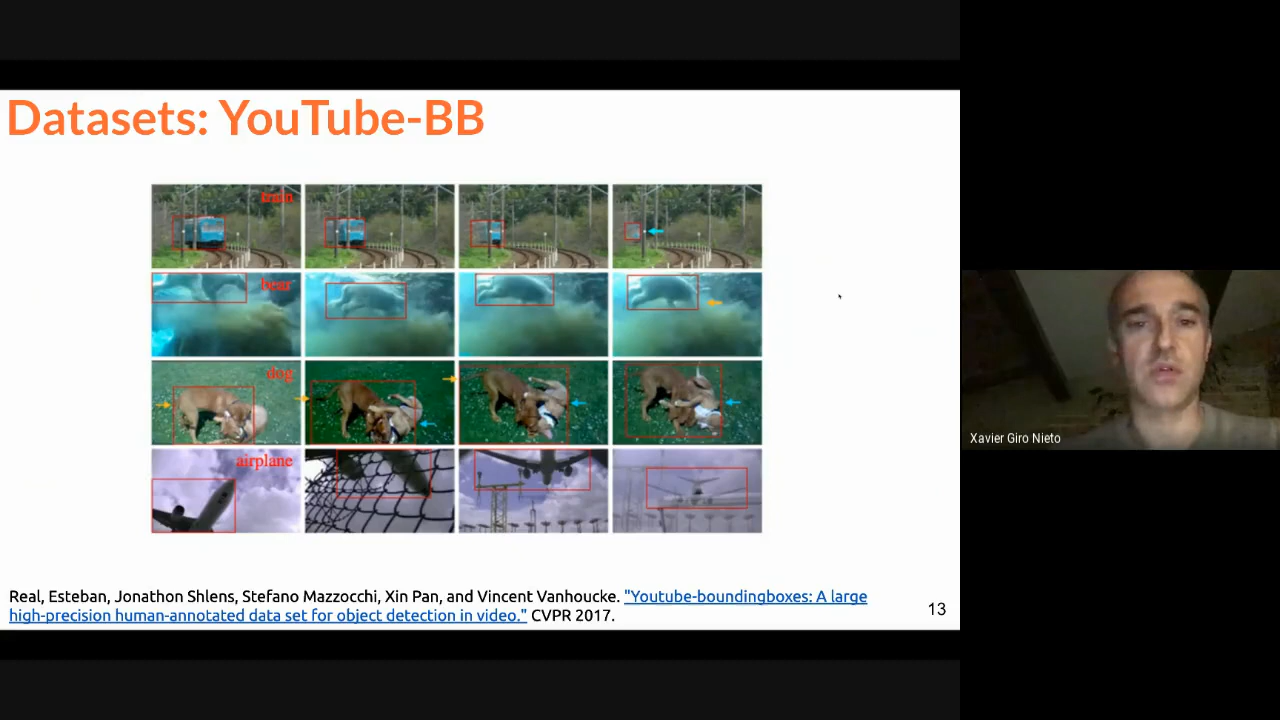 Datasets: YouTube-BB
train
bear
dog
airplane
Xavier Giro Nieto
Real, Esteban, Jonathon Shlens, Stefano Mazzocchi, Xin Pan, and Vincent Vanhoucke. "Youtube-boundingboxes: A large
high-precision human-annotated data set for object detection in video." CVPR 2017.
13